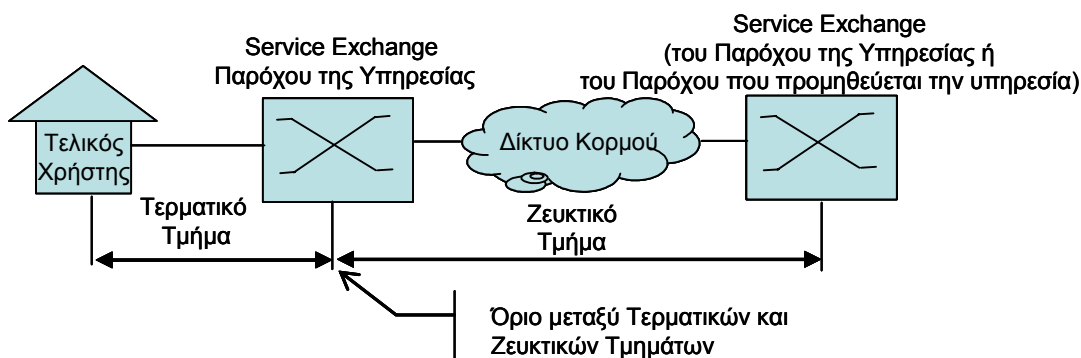 Service Exchange
Παρόχου της Υπηρεσίας
Service Exchange
(του Παρόχου της Υπηρεσίας ή
του Παρόχου που προμηθεύεται την υπηρεσία)
Τελικός
Χρήστης
Δίκτυο Κορμού
Τερματικό
Τμήμα
Ζευκτικό
Τμήμα
Όριο μεταξύ Τερματικών και
Ζευκτικών Τμημάτων